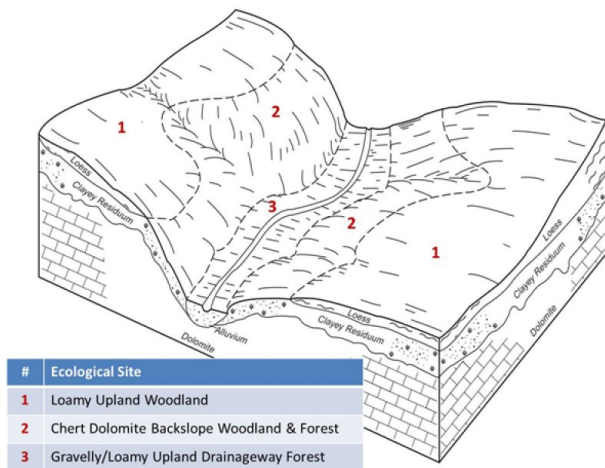 2
1
3
2
1
Loess
Clayey Residuum
Loess
Clayey Residuum
Dolomite
Alluvium
Loess
Clayey Residuum
Dolomite
# Ecological Site
1 Loamy Upland Woodland
2 Chert Dolomite Backslope Woodland & Forest
3 Gravelly/Loamy Upland Drainageway Forest